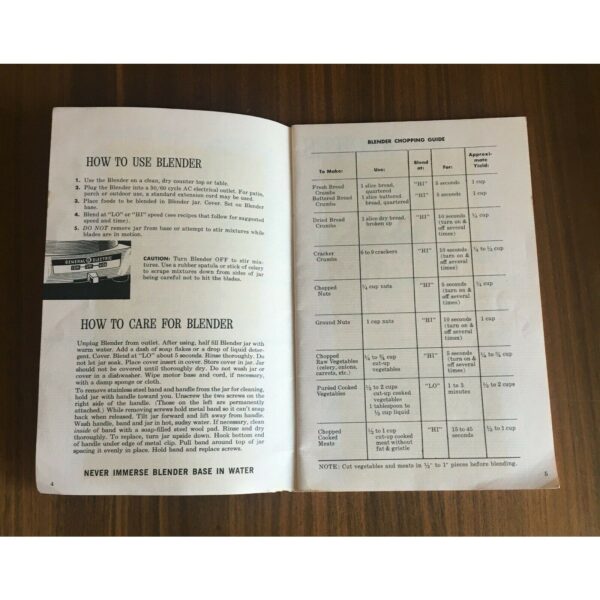 HOW TO USE BLENDER
1. Use the Blender on a clean, dry counter top or table.
2. Plug the Blender into a 50/60 cycle AC electrical outlet. For patio,
porch or outdoor use, a standard extension cord may be used.
3. Place foods to be blended in Blender jar. Cover. Set on Blender
base.
4. Blend at "LO" or "HI" speed (see recipes that follow for suggested
speed and time).
5. DO NOT remove jar from base or attempt to stir mixtures while
blades are in motion.
GENERAL ELECTRIC
CAUTION: Turn Blender OFF to stir mix-
tures. Use a rubber spatula or stick of celery
to scrape mixtures down from sides of jar
being careful not to hit the blades.
HOW TO CARE FOR BLENDER
Unplug Blender from outlet. After using, half fill Blender jar with
warm water. Add a dash of soap flakes or a drop of liquid deter-
gent. Cover. Blend at "LO" about 5 seconds. Rinse thoroughly. Do
not let jar soak. Place cover insert in cover. Store cover in jar. Jar
should not be covered until thoroughly dry. Do not wash jar or
cover in a dishwasher. Wipe motor base and cord, if necessary,
with a damp sponge or cloth.
To remove stainless steel band and handle from the jar for cleaning,
hold jar with handle toward you. Unscrew the two screws on the
right side of the handle. (Those on the left are permanently
attached.) While removing screws hold metal band so it can't snap
back when released. Tilt jar forward and lift away from handle.
Wash handle, band and jar in hot, sudsy water. If necessary, clean
inside of band with a soap-filled steel wool pad. Rinse and dry
thoroughly. To replace, turn jar upside down. Hook bottom end
of handle under edge of metal clip. Pull band around top of jar
spacing it evenly in place. Hold band and replace screws.
NEVER IMMERSE BLENDER BASE IN WATER
4
BLENDER CHOPPING GUIDE
To Make: Use: Blend at: For: Approxi-mate Yield:
Fresh Bread Crumbs 1 slice bread, quartered "HI" 5 seconds 1 cup
Buttered Bread Crumbs 1 slice buttered bread, quartered "HI" 5 seconds 1 cup
Dried Bread Crumbs 1 slice dry bread, broken up "HI" 10 seconds (turn on & off several times) ¼ cup
Cracker Crumbs 6 to 9 crackers "HI" 10 seconds (turn on & off several times) ¼ to ½ cup
Chopped Nuts cup nuts "HI" 5 seconds (turn on & off several times) ¼ cup
Ground Nuts 1 cup nuts "HI" 10 seconds (turn on & off several times) 1 cup
Chopped Raw Vegetables (celery, onions, carrots, etc.) cup cut-up vegetables "HI" 5 seconds (turn on & off several times) cup
Puréed Cooked Vegetables ½ to 2 cups cut-up cooked vegetables 1 tablespoon to ½ cup liquid "LO" 1 to 3 minutes ½ to 2 cups
Chopped Cooked Meats ½ to 1 cup cut-up cooked meat without fat & gristle "HI" 15 to 45 seconds ½ to 1 cup
NOTE: Cut vegetables and meats in ½" to 1" pieces before blending.
5